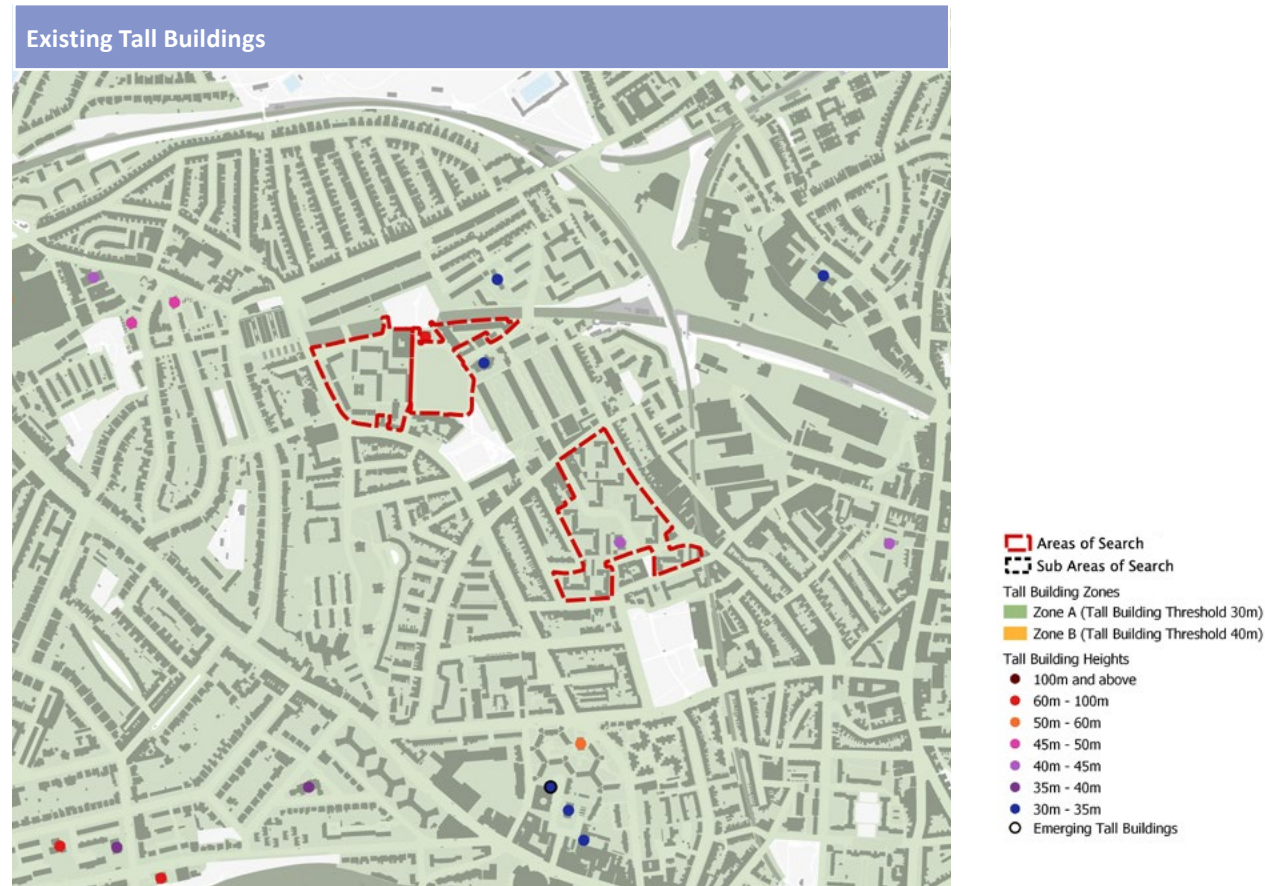 Existing Tall Buildings
Areas of Search
Sub Areas of Search
Tall Building Zones
Zone A (Tall Building Threshold 30m)
Zone B (Tall Building Threshold 40m)
Tall Building Heights
100m and above
60m - 100m
50m - 60m
45m - 50m
40m - 45m
35m - 40m
30m - 35m
Emerging Tall Buildings